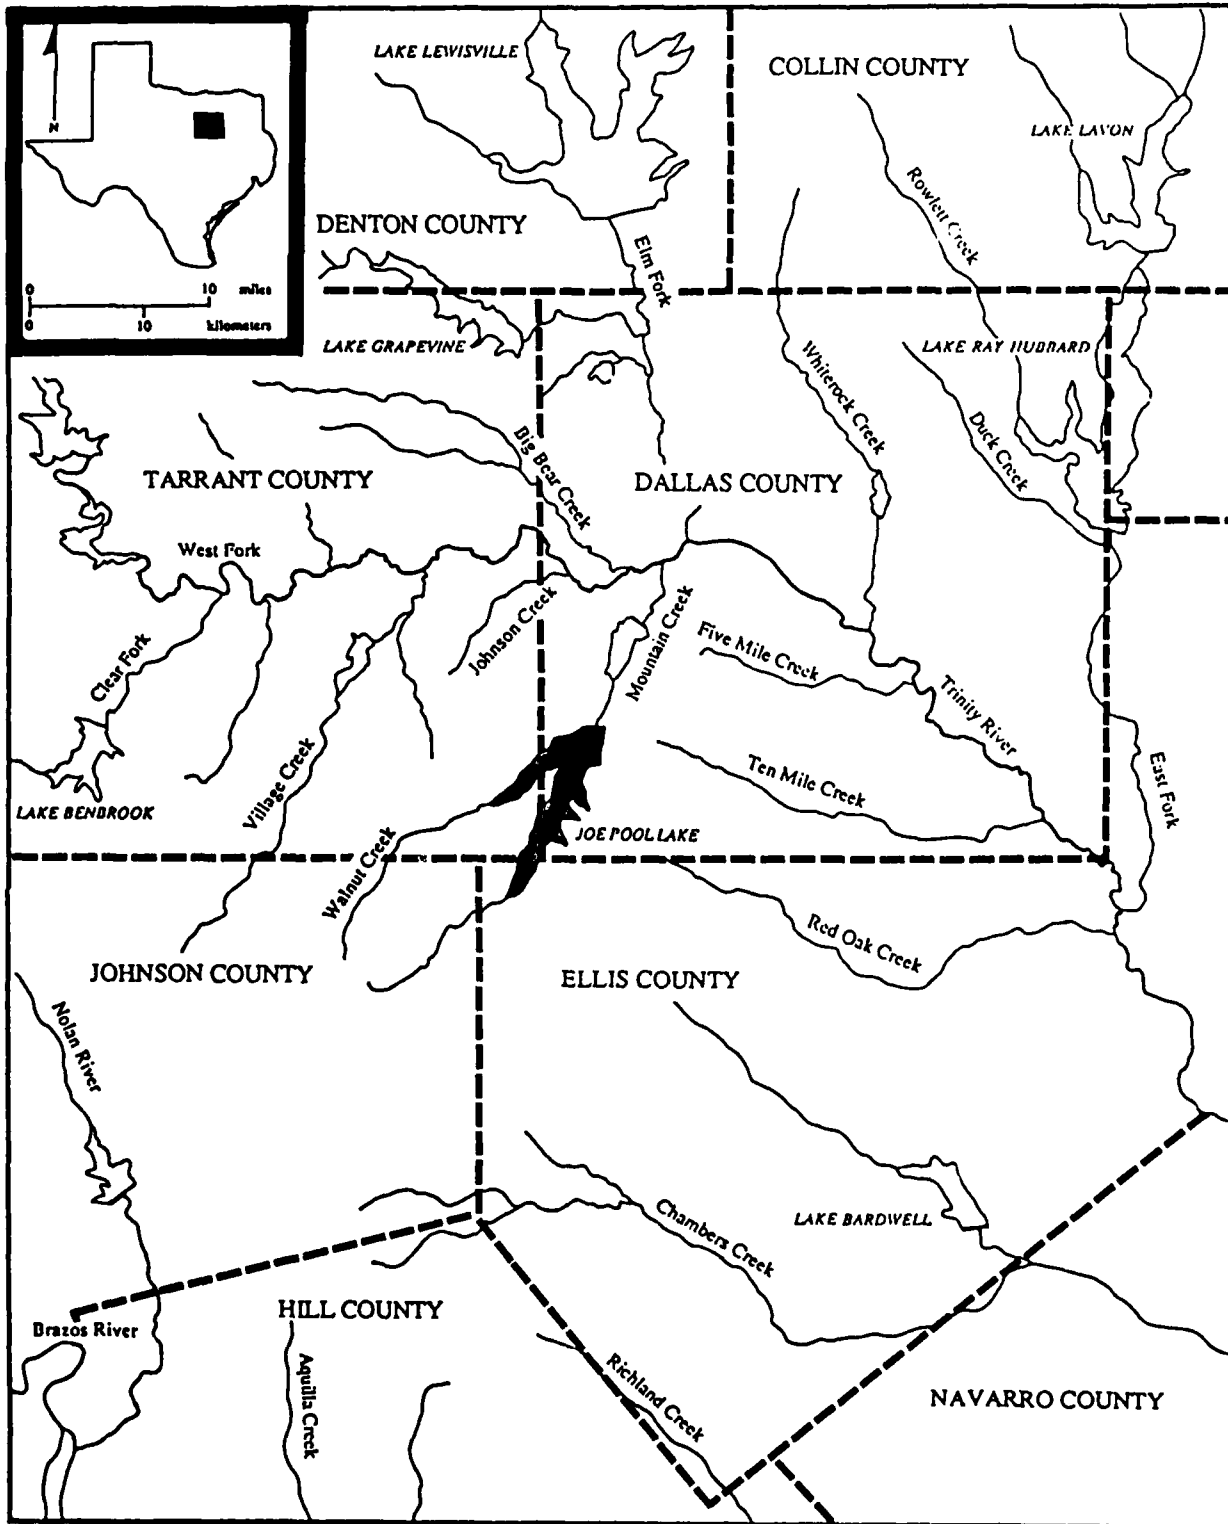 LAKE LEWISVILLE
COLLIN COUNTY
N
LAKE LAVON
Rowlett Creek
DENTON COUNTY
Elm Fork
0 10 miles
0 10 kilometers
LAKE GRAPEVINE
Whiterock Creek
LAKE RAY HUBBARD
Duck Creek
Big Bear Creek
TARRANT COUNTY
DALLAS COUNTY
West Fork
Johnson Creek
Mountain Creek
Five Mile Creek
Clear Fork
Trinity River
Village Creek
Ten Mile Creek
East Fork
LAKE BENBROOK
JOE POOL LAKE
Walnut Creek
Red Oak Creek
JOHNSON COUNTY
ELLIS COUNTY
Nolan River
Chambers Creek
LAKE BARDWELL
HILL COUNTY
Brazos River
Aquilla Creek
Richland Creek
NAVARRO COUNTY